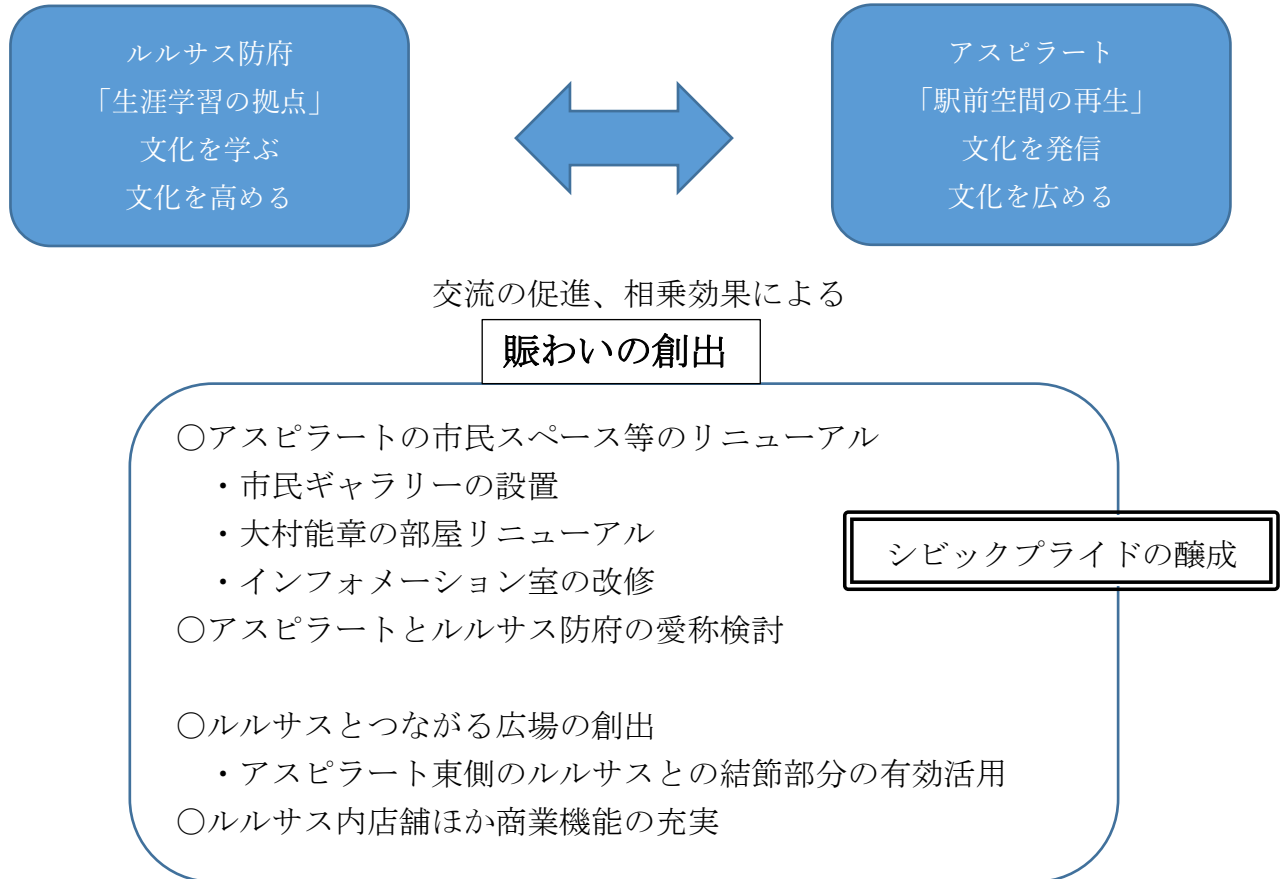 ルルサス防府
「生涯学習の拠点」
文化を学ぶ
文化を高める
アスピラート
「駅前空間の再生」
文化を発信
文化を広める
交流の促進、相乗効果による
賑わいの創出
○アスピラートの市民スペース等のリニューアル
・市民ギャラリーの設置
・大村能章の部屋リニューアル
・インフォメーション室の改修
○アスピラートとルルサス防府の愛称検討
○ルルサスとつながる広場の創出
・アスピラート東側のルルサスとの結節部分の有効活用
○ルルサス内店舗ほか商業機能の充実
シビックプライドの醸成